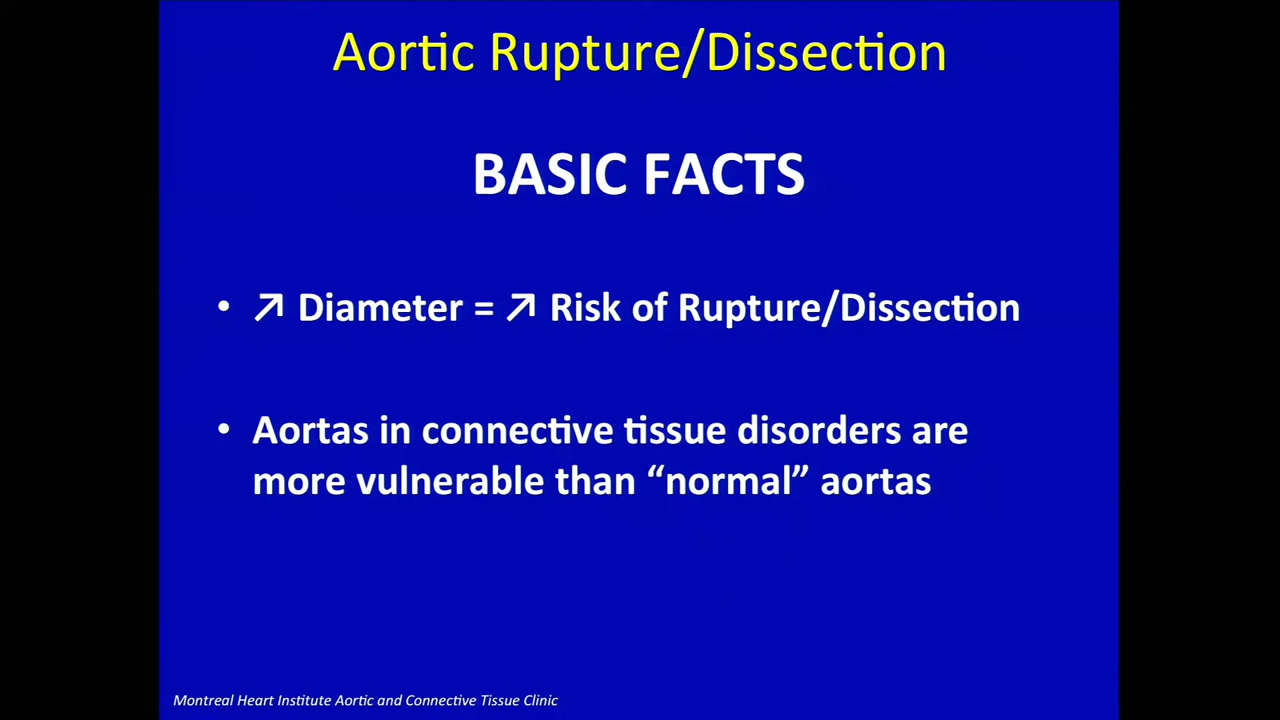 Aortic Rupture/Dissection
BASIC FACTS
• ↗ Diameter = ↗ Risk of Rupture/Dissection
• Aortas in connective tissue disorders are
more vulnerable than “normal” aortas
Montreal Heart Institute Aortic and Connective Tissue Clinic